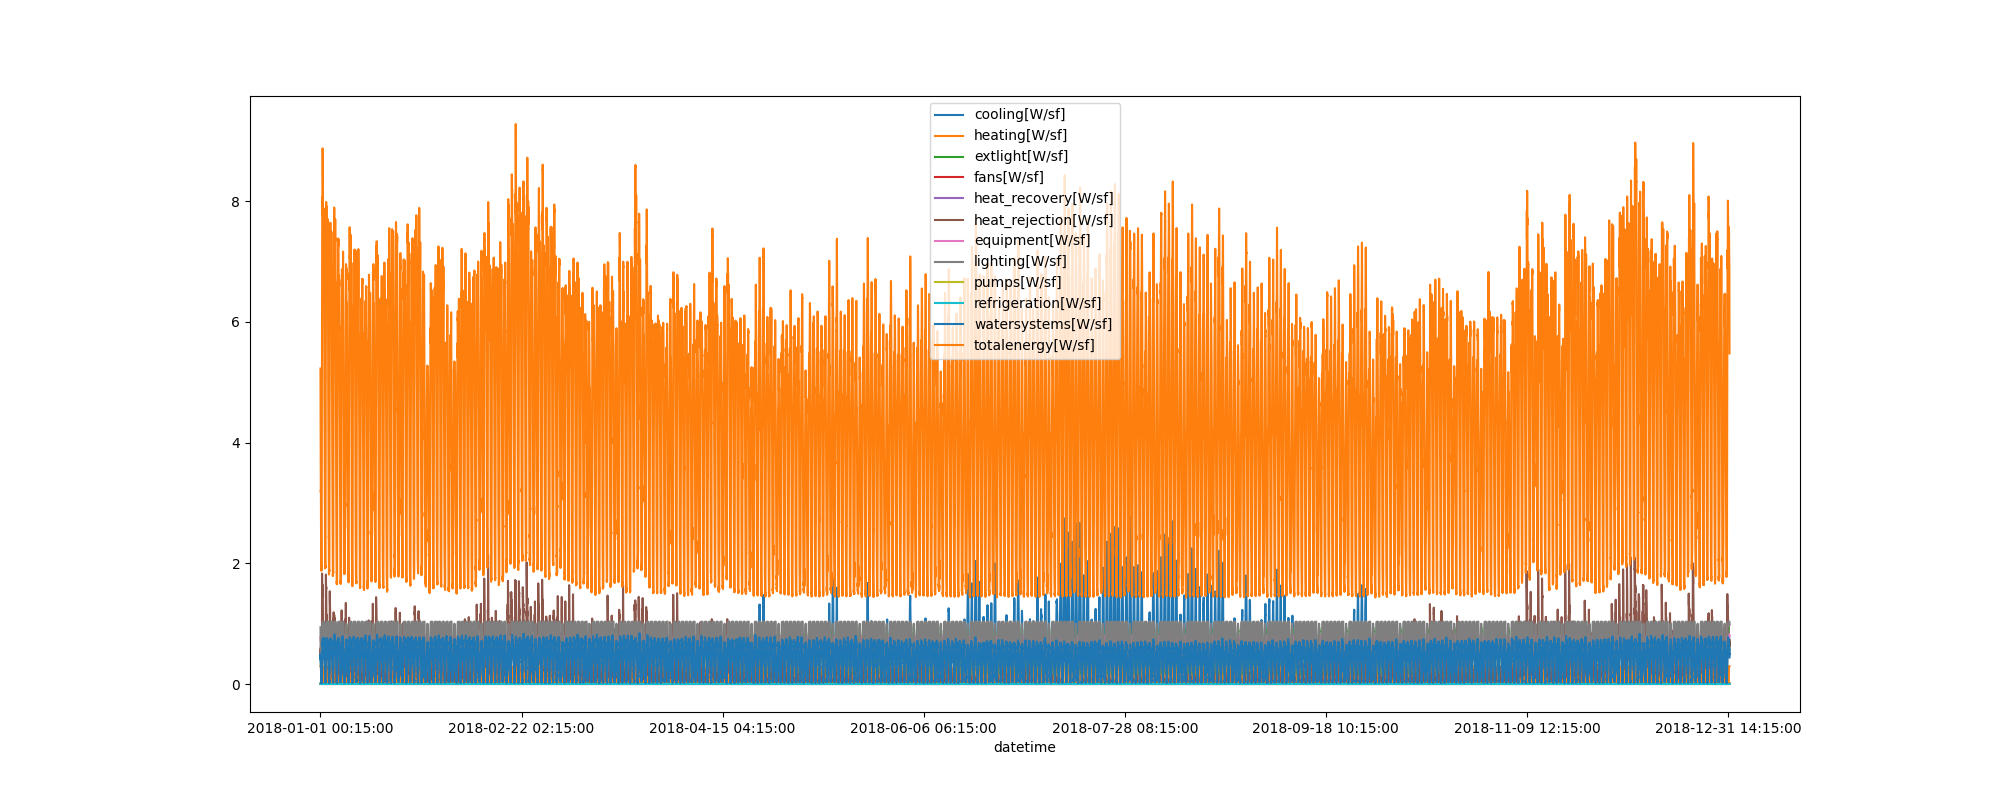 cooling[W/sf]
heating[W/sf]
extlight[W/sf]
fans[W/sf]
heat_recovery[W/sf]
heat_rejection[W/sf]
equipment[W/sf]
lighting[W/sf]
pumps[W/sf]
refrigeration[W/sf]
watersystems[W/sf]
totalenergy[W/sf]
8
6
4
2
0
2018-01-01 00:15:00 2018-02-22 02:15:00 2018-04-15 04:15:00 2018-06-06 06:15:00 2018-07-28 08:15:00 2018-09-18 10:15:00 2018-11-09 12:15:00 2018-12-31 14:15:00
datetime